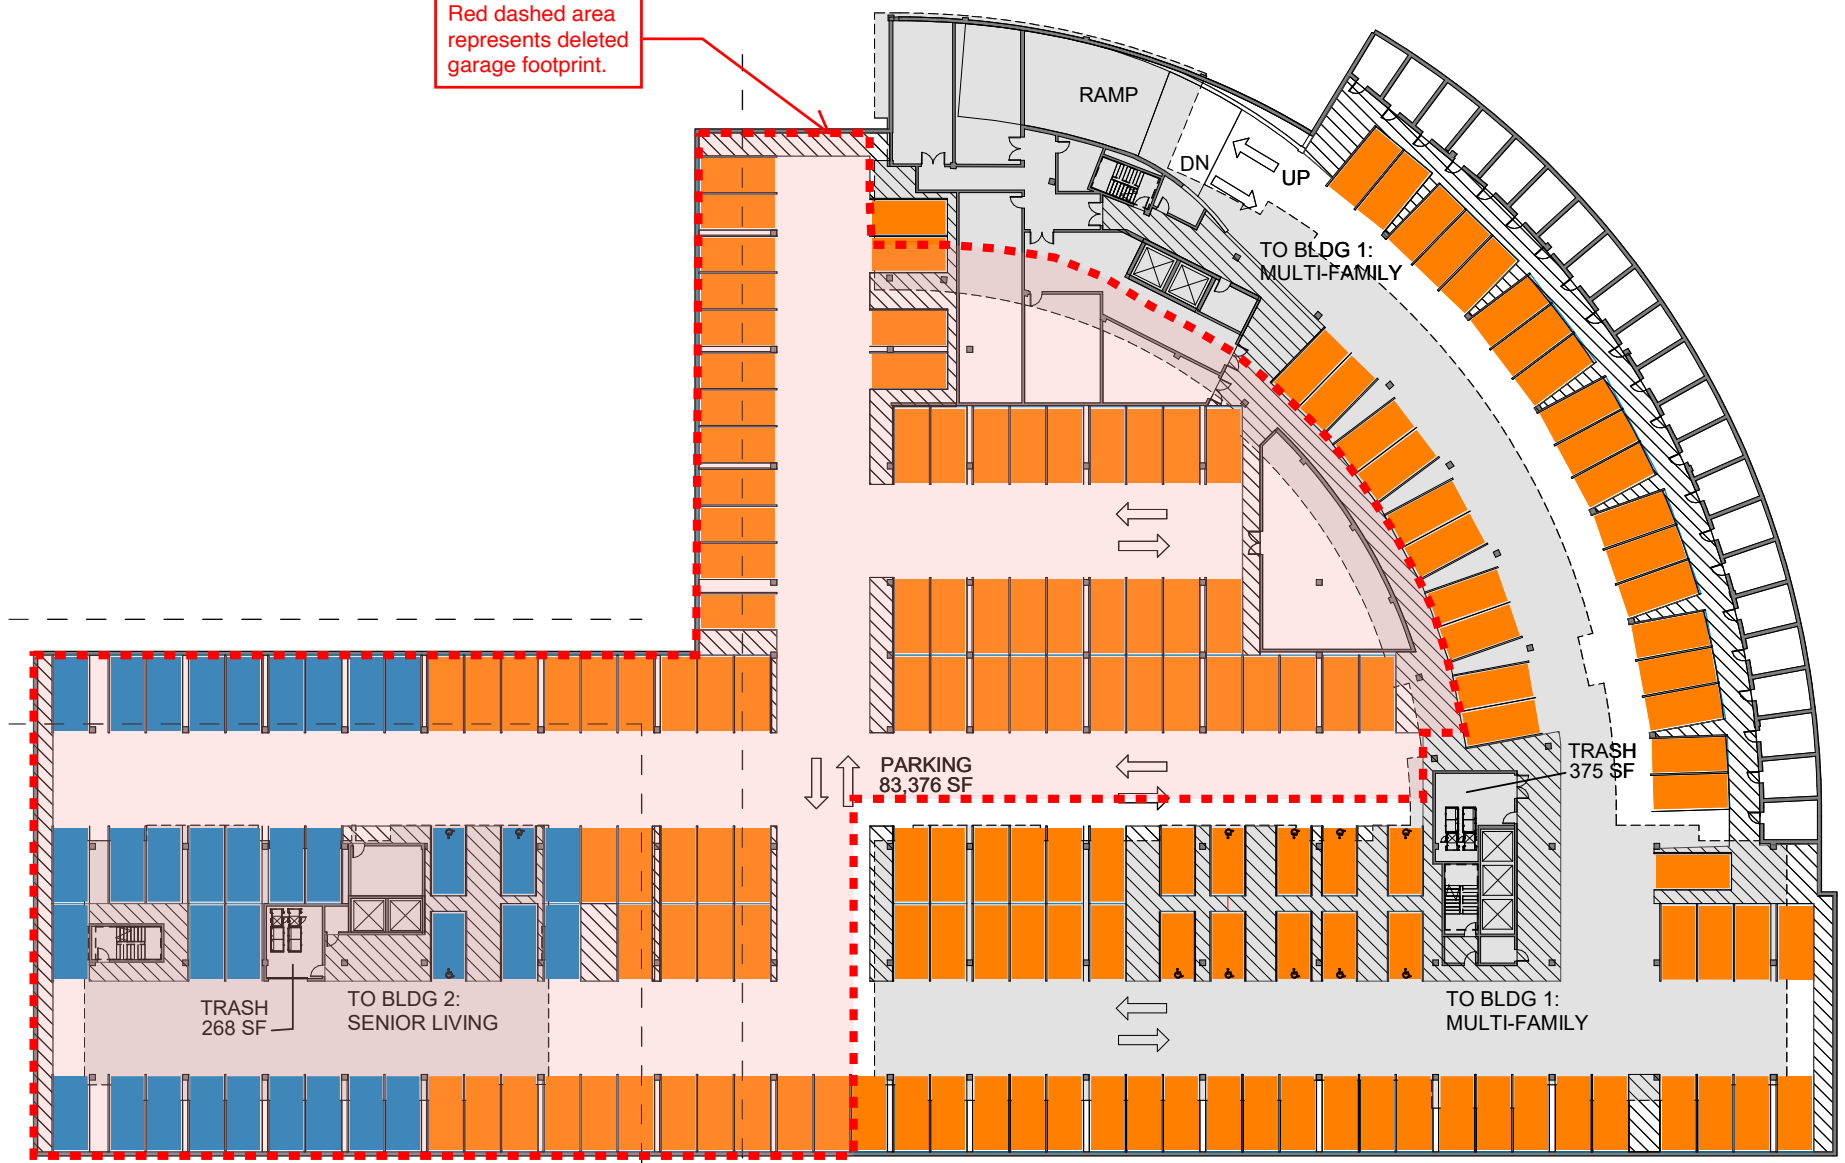 Red dashed area
represents deleted
garage footprint.
RAMP
DN
UP
TO BLDG 1:
MULTI-FAMILY
PARKING
83,376 SF
TRASH
375 SF
TRASH
268 SF
TO BLDG 2:
SENIOR LIVING
TO BLDG 1:
MULTI-FAMILY